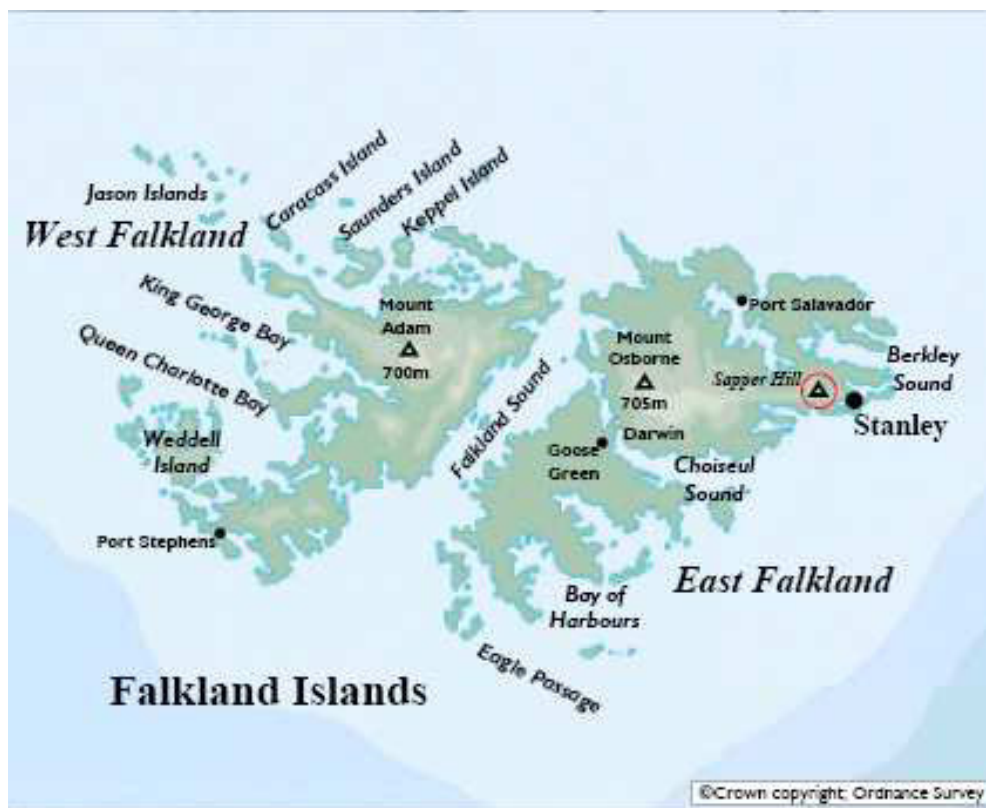 Caracass Island
Saunders Island
Keppel Island
Jason Islands
West Falkland
King George Bay
Mount
Adam
700m
Port Salavador
Queen Charlotte Bay
Mount
Osborne
705m
Berkley
Sound
Sapper Hill
Stanley
Falkland Sound
Weddell
Island
Goose
Green
Darwin
Choiseul
Sound
Port Stephens
East Falkland
Bay of
Harbours
Eagle Passage
Falkland Islands
©Crown copyright; Ordnance Survey